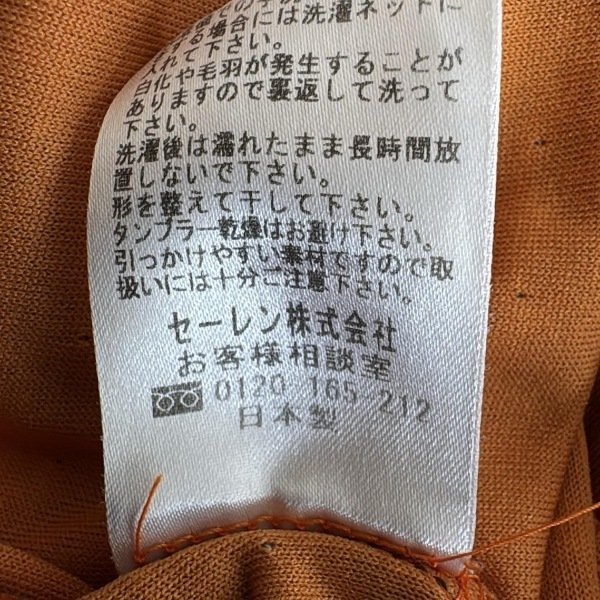 場合には洗濯ネットに
入れて下さい。
白化や毛羽が発生することが
ありますので裏返して洗って
下さい。
洗濯後は濡れたまま長時間放
置しないで下さい。
形を整えて干して下さい。
タンブラー乾燥はお避け下さい。
引っかけやすい素材ですので取
扱いには十分ご注意下さい。
セーレン株式会社
お客様相談室
0120-165-212
日本製